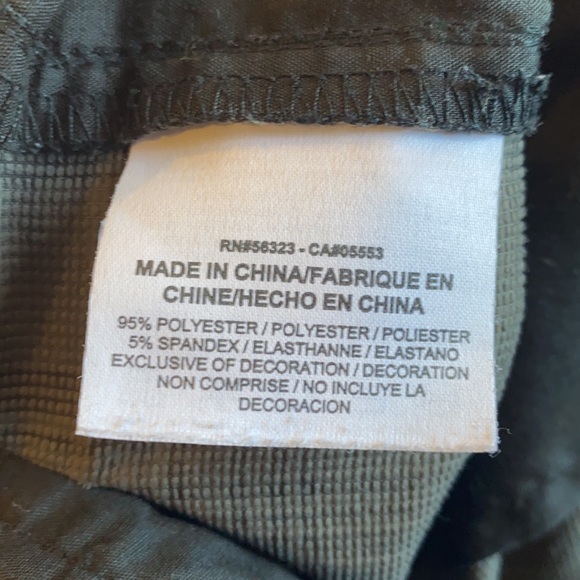 RN#56323 - CA#05553
MADE IN CHINA/FABRIQUE EN
CHINE/HECHO EN CHINA
95% POLYESTER / POLYESTER / POLIESTER
5% SPANDEX / ELASTHANNE / ELASTANO
EXCLUSIVE OF DECORATION / DECORATION
NON COMPRISE / NO INCLUYE LA
DECORACION